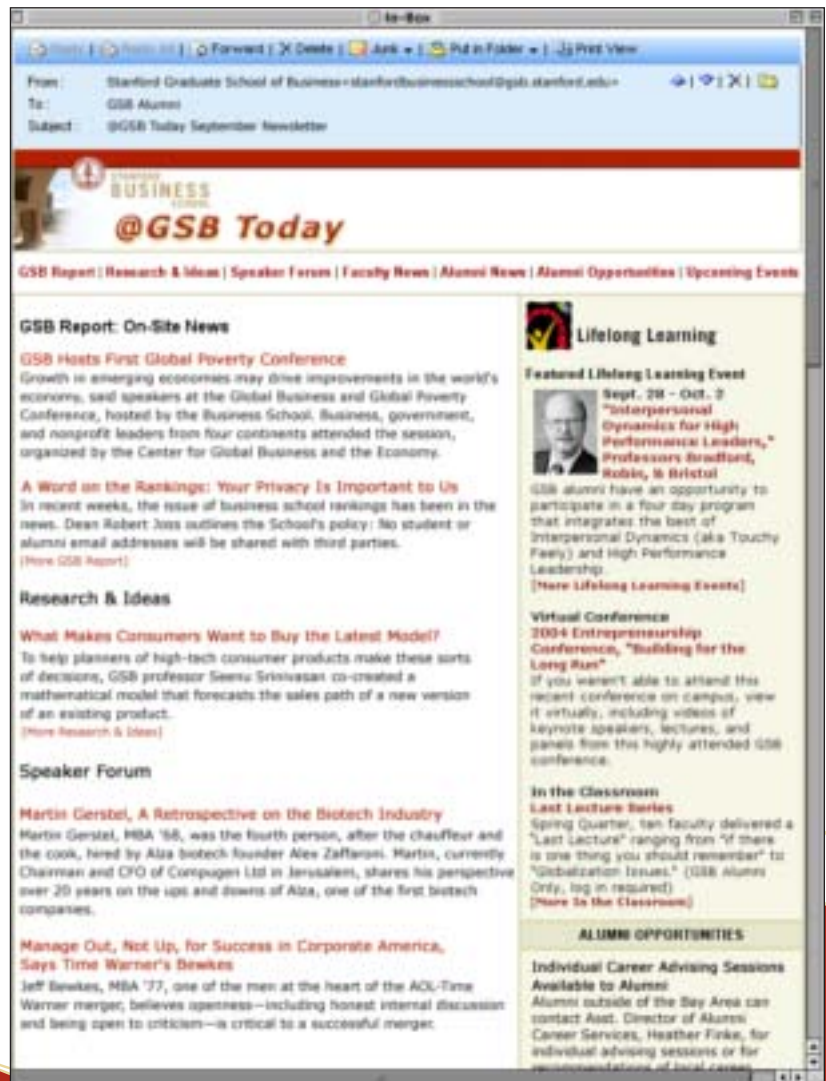 In-Box
Reply | Reply All | Forward | X Delete | Junk | Put in Folder | Print View
From: Stanford Graduate School of Business<stanfordbusinessschool@gsb.stanford.edu>
To: GSB Alumni
Subject: @GSB Today September Newsletter
STANFORD
BUSINESS
SCHOOL
@GSB Today
GSB Report | Research & Ideas | Speaker Forum | Faculty News | Alumni News | Alumni Opportunities | Upcoming Events
GSB Report: On-Site News
GSB Hosts First Global Poverty Conference
Growth in emerging economies may drive improvements in the world's
economy, said speakers at the Global Business and Global Poverty
Conference, hosted by the Business School. Business, government,
and nonprofit leaders from four continents attended the session,
organized by the Center for Global Business and the Economy.
A Word on the Rankings: Your Privacy Is Important to Us
In recent weeks, the issue of business school rankings has been in the
news. Dean Robert Joss outlines the School's policy: No student or
alumni email addresses will be shared with third parties.
[More GSB Report]
Research & Ideas
What Makes Consumers Want to Buy the Latest Model?
To help planners of high-tech consumer products make these sorts
of decisions, GSB professor Seenu Srinivasan co-created a
mathematical model that forecasts the sales path of a new version
of an existing product.
[More Research & Ideas]
Speaker Forum
Martin Gerstel, A Retrospective on the Biotech Industry
Martin Gerstel, MBA '68, was the fourth person, after the chauffeur and
the cook, hired by Alza biotech founder Alex Zaffaroni. Martin, currently
Chairman and CFO of Compugen Ltd in Jerusalem, shares his perspective
over 20 years on the ups and downs of Alza, one of the first biotech
companies.
Manage Out, Not Up, for Success in Corporate America,
Says Time Warner's Bewkes
Jeff Bewkes, MBA '77, one of the men at the heart of the AOL-Time
Warner merger, believes openness—including honest internal discussion
and being open to criticism—is critical to a successful merger.
Lifelong Learning
Featured Lifelong Learning Event
Sept. 28 - Oct. 2
"Interpersonal
Dynamics for High
Performance Leaders,"
Professors Bradford,
Robin, & Bristol
GSB alumni have an opportunity to
participate in a four day program
that integrates the best of
Interpersonal Dynamics (aka Touchy
Feely) and High Performance
Leadership.
[More Lifelong Learning Events]
Virtual Conference
2004 Entrepreneurship
Conference, "Building for the
Long Run"
If you weren't able to attend this
recent conference on campus, view
it virtually, including videos of
keynote speakers, lectures, and
panels from this highly attended GSB
conference.
In the Classroom
Last Lecture Series
Spring Quarter, ten faculty delivered a
"Last Lecture" ranging from "if there
is one thing you should remember" to
"Globalization Issues." (GSB Alumni
Only, log in required)
[More In the Classroom]
ALUMNI OPPORTUNITIES
Individual Career Advising Sessions
Available to Alumni
Alumni outside of the Bay Area can
contact Asst. Director of Alumni
Career Services, Heather Finke, for
individual advising sessions or for
recommendations of local career